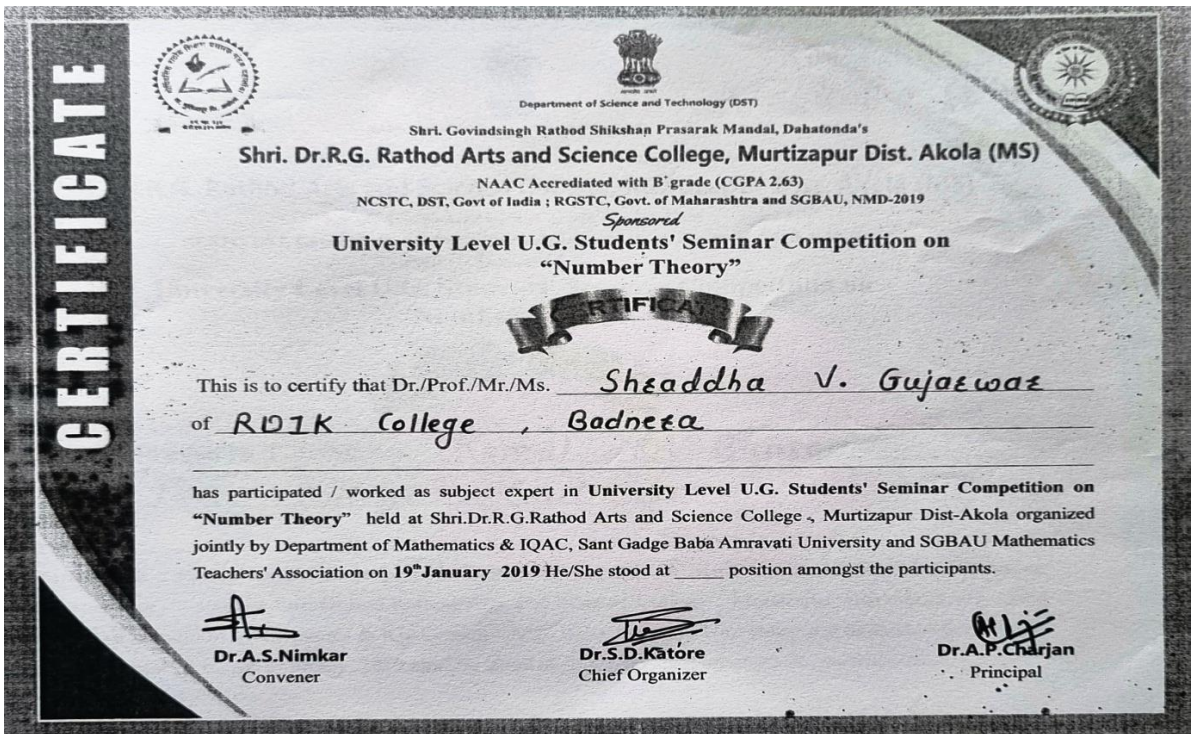 CERTIFICATE
Department of Science and Technology (DST)
Shri. Govindsingh Rathod Shikshan Prasarak Mandal, Dahatonda's
Shri. Dr.R.G. Rathod Arts and Science College, Murtizapur Dist. Akola (MS)
NAAC Accredited with B+grade (CGPA 2.63)
NCSTC, DST, Govt of India ; RGSTC, Govt. of Maharashtra and SGBAU, NMD-2019
Sponsored
University Level U.G. Students' Seminar Competition on
“Number Theory”
CERTIFICATE
This is to certify that Dr./Prof./Mr./Ms. Shraddha V. Gujarwar
of RDIK College , Badnera
has participated / worked as subject expert in University Level U.G. Students' Seminar Competition on
“Number Theory” held at Shri.Dr.R.G.Rathod Arts and Science College , Murtizapur Dist-Akola organized
jointly by Department of Mathematics & IQAC, Sant Gadge Baba Amravati University and SGBAU Mathematics
Teachers' Association on 19th January 2019 He/She stood at _____ position amongst the participants.
Dr.A.S.Nimkar
Convener
Dr.S.D.Katore
Chief Organizer
Dr.A.P.Charjan
Principal